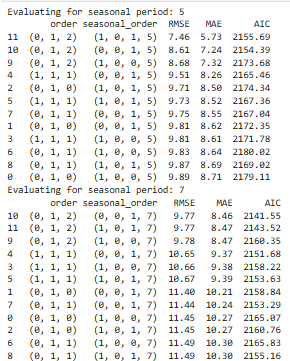 Evaluating for seasonal period: 5
order seasonal_order RMSE MAE AIC
11 (0, 1, 2) (1, 0, 1, 5) 7.46 5.73 2155.69
10 (0, 1, 2) (0, 0, 1, 5) 8.61 7.24 2154.39
9 (0, 1, 2) (1, 0, 0, 5) 8.68 7.32 2173.68
4 (1, 1, 1) (0, 0, 1, 5) 9.51 8.26 2165.46
2 (0, 1, 0) (1, 0, 1, 5) 9.71 8.50 2174.34
5 (1, 1, 1) (1, 0, 1, 5) 9.73 8.52 2167.36
7 (0, 1, 1) (0, 0, 1, 5) 9.75 8.55 2167.04
1 (0, 1, 0) (0, 0, 1, 5) 9.81 8.62 2172.35
3 (1, 1, 1) (1, 0, 0, 5) 9.81 8.61 2171.78
6 (0, 1, 1) (1, 0, 0, 5) 9.83 8.64 2180.02
8 (0, 1, 1) (1, 0, 1, 5) 9.87 8.69 2169.02
0 (0, 1, 0) (1, 0, 0, 5) 9.89 8.71 2179.11
Evaluating for seasonal period: 7
order seasonal_order RMSE MAE AIC
10 (0, 1, 2) (0, 0, 1, 7) 9.77 8.46 2141.55
11 (0, 1, 2) (1, 0, 1, 7) 9.77 8.47 2143.52
9 (0, 1, 2) (1, 0, 0, 7) 9.78 8.47 2160.35
4 (1, 1, 1) (0, 0, 1, 7) 10.65 9.37 2151.68
3 (1, 1, 1) (1, 0, 0, 7) 10.66 9.38 2158.22
5 (1, 1, 1) (1, 0, 1, 7) 10.67 9.39 2153.63
1 (0, 1, 0) (0, 0, 1, 7) 11.40 10.21 2158.84
7 (0, 1, 1) (0, 0, 1, 7) 11.44 10.24 2153.29
0 (0, 1, 0) (1, 0, 0, 7) 11.45 10.27 2165.07
2 (0, 1, 0) (1, 0, 1, 7) 11.45 10.27 2160.76
6 (0, 1, 1) (1, 0, 0, 7) 11.49 10.30 2165.83
8 (0, 1, 1) (1, 0, 1, 7) 11.49 10.30 2155.16